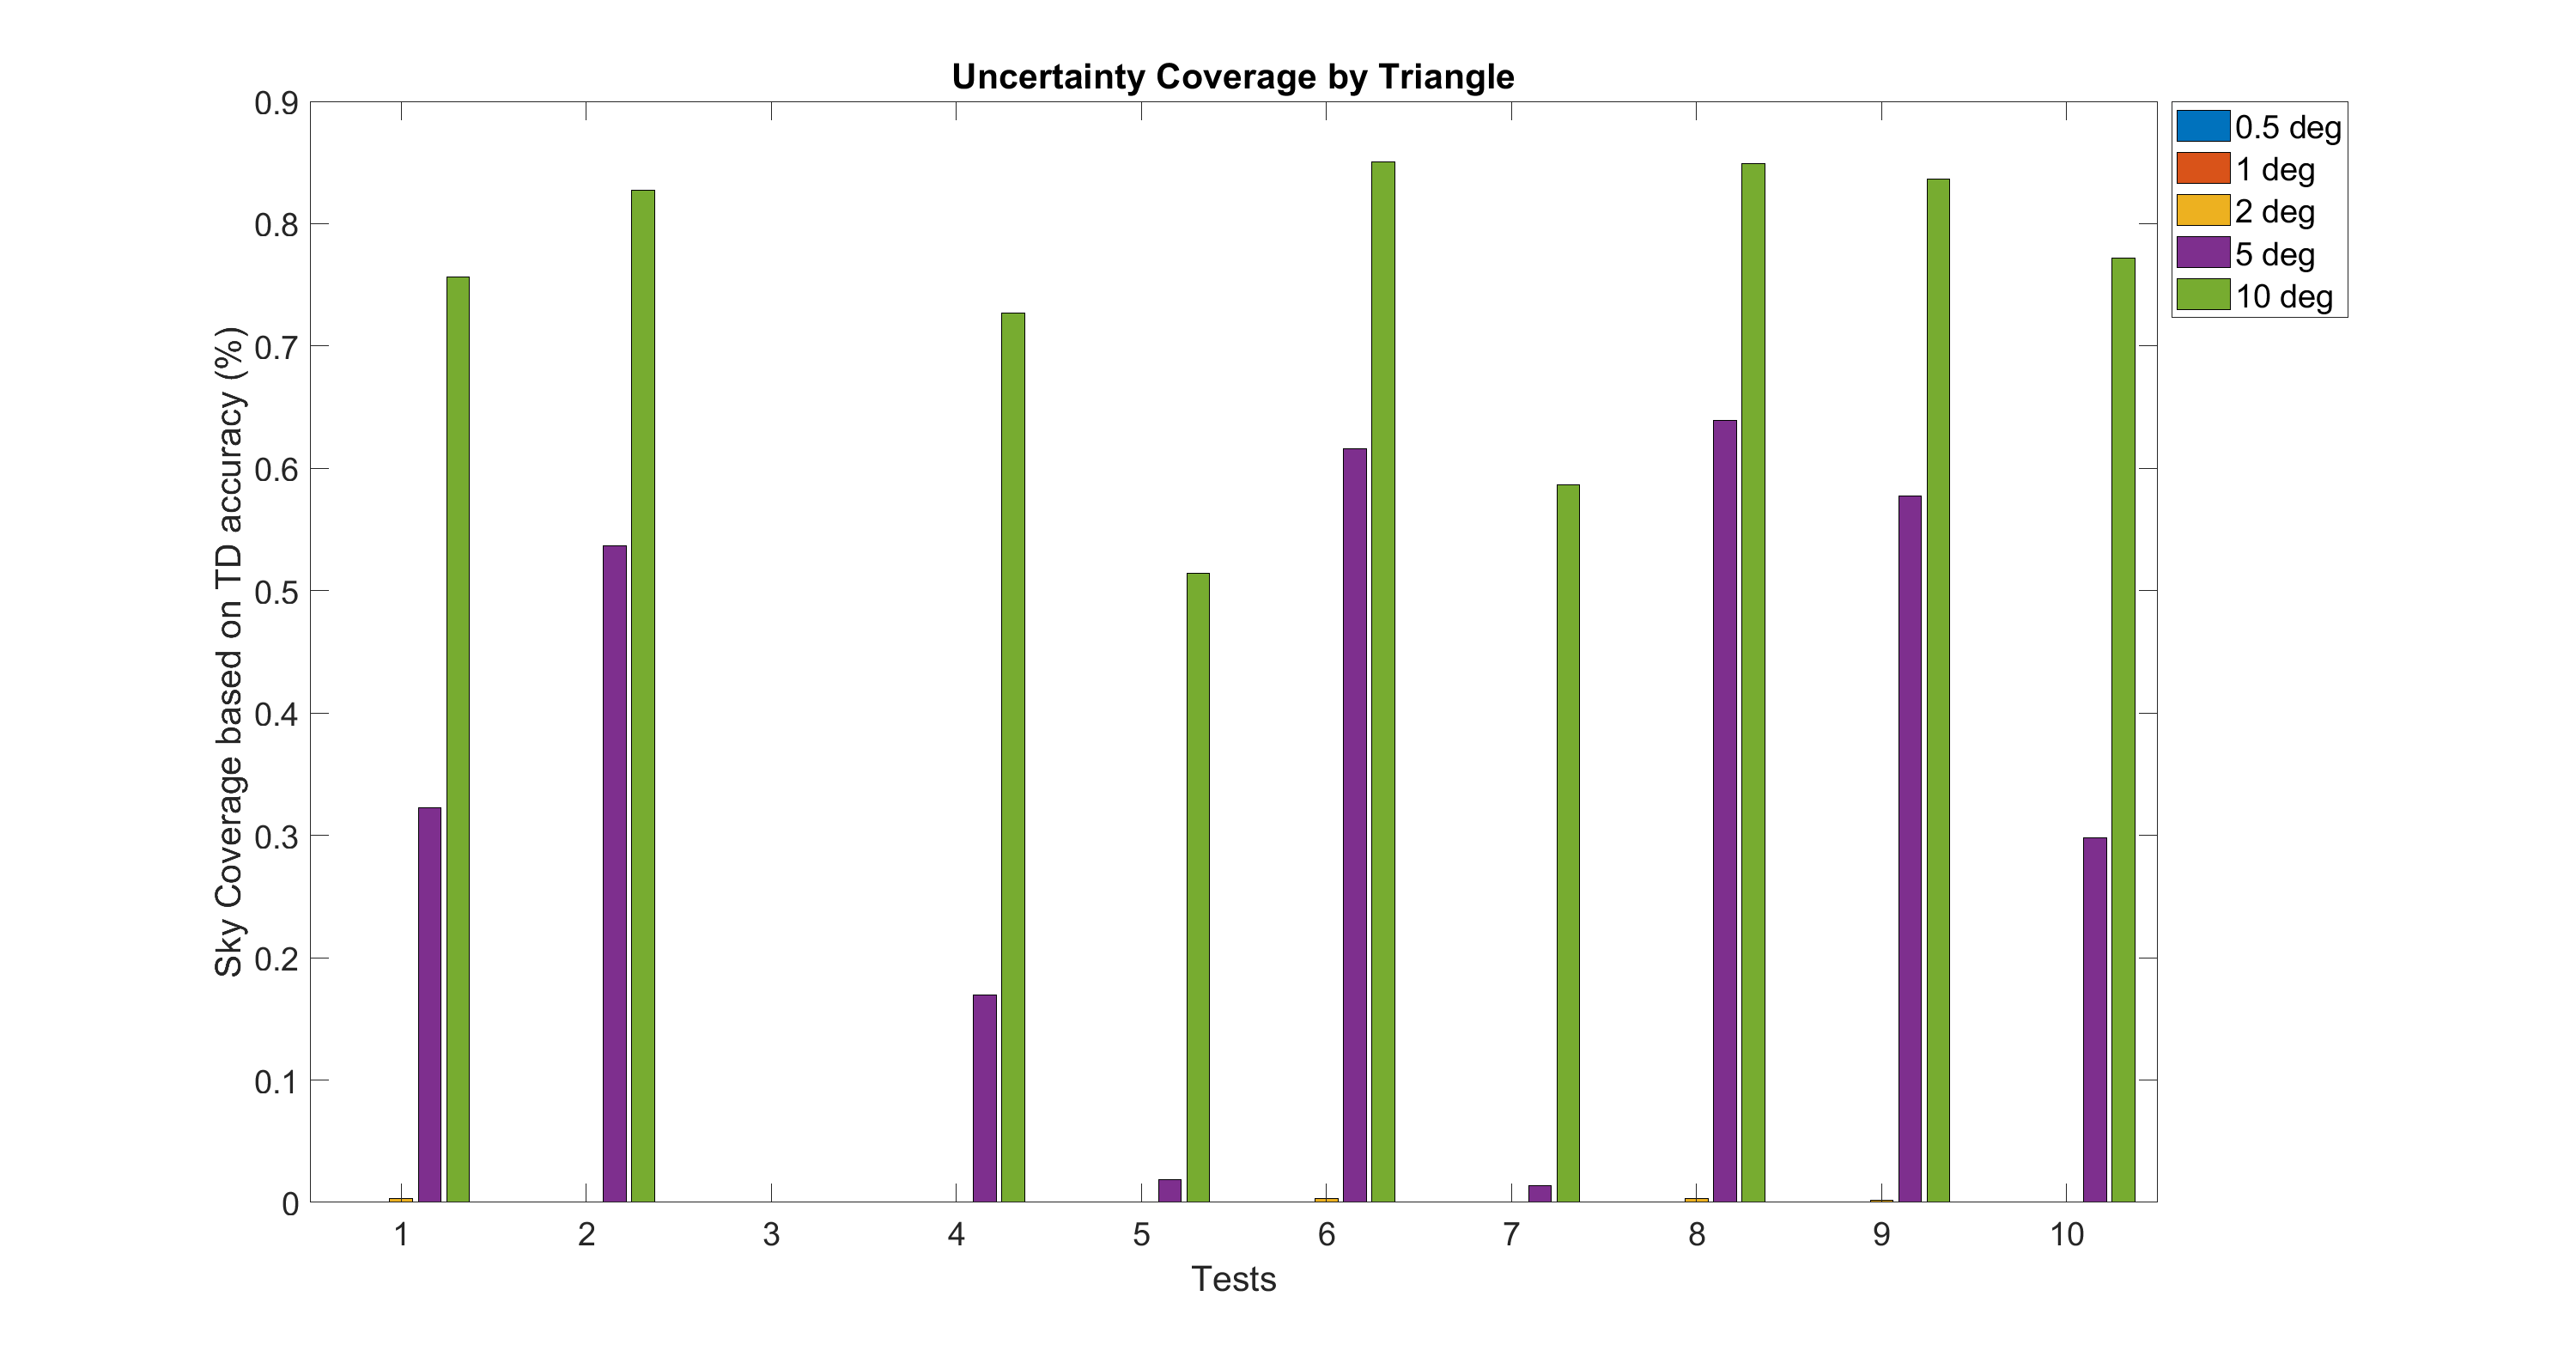 Uncertainty Coverage by Triangle
0.9
0.8
0.7
0.6
0.5
0.4
0.3
0.2
0.1
0
Sky Coverage based on TD accuracy (%)
1 2 3 4 5 6 7 8 9 10
Tests
0.5 deg
1 deg
2 deg
5 deg
10 deg